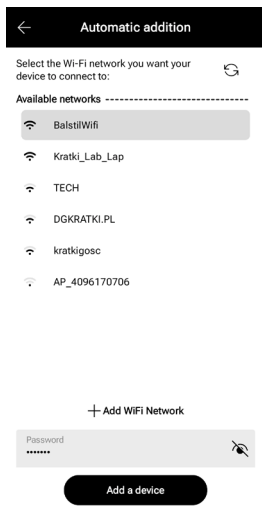 Automatic addition
Select the Wi-Fi network you want your
device to connect to:
Available networks --------------------------
BalstilWifi
Kratki_Lab_Lap
TECH
DGKRATKI.PL
kratkigosc
AP_4096170706
+ Add WiFi Network
Password
•••••••
Add a device